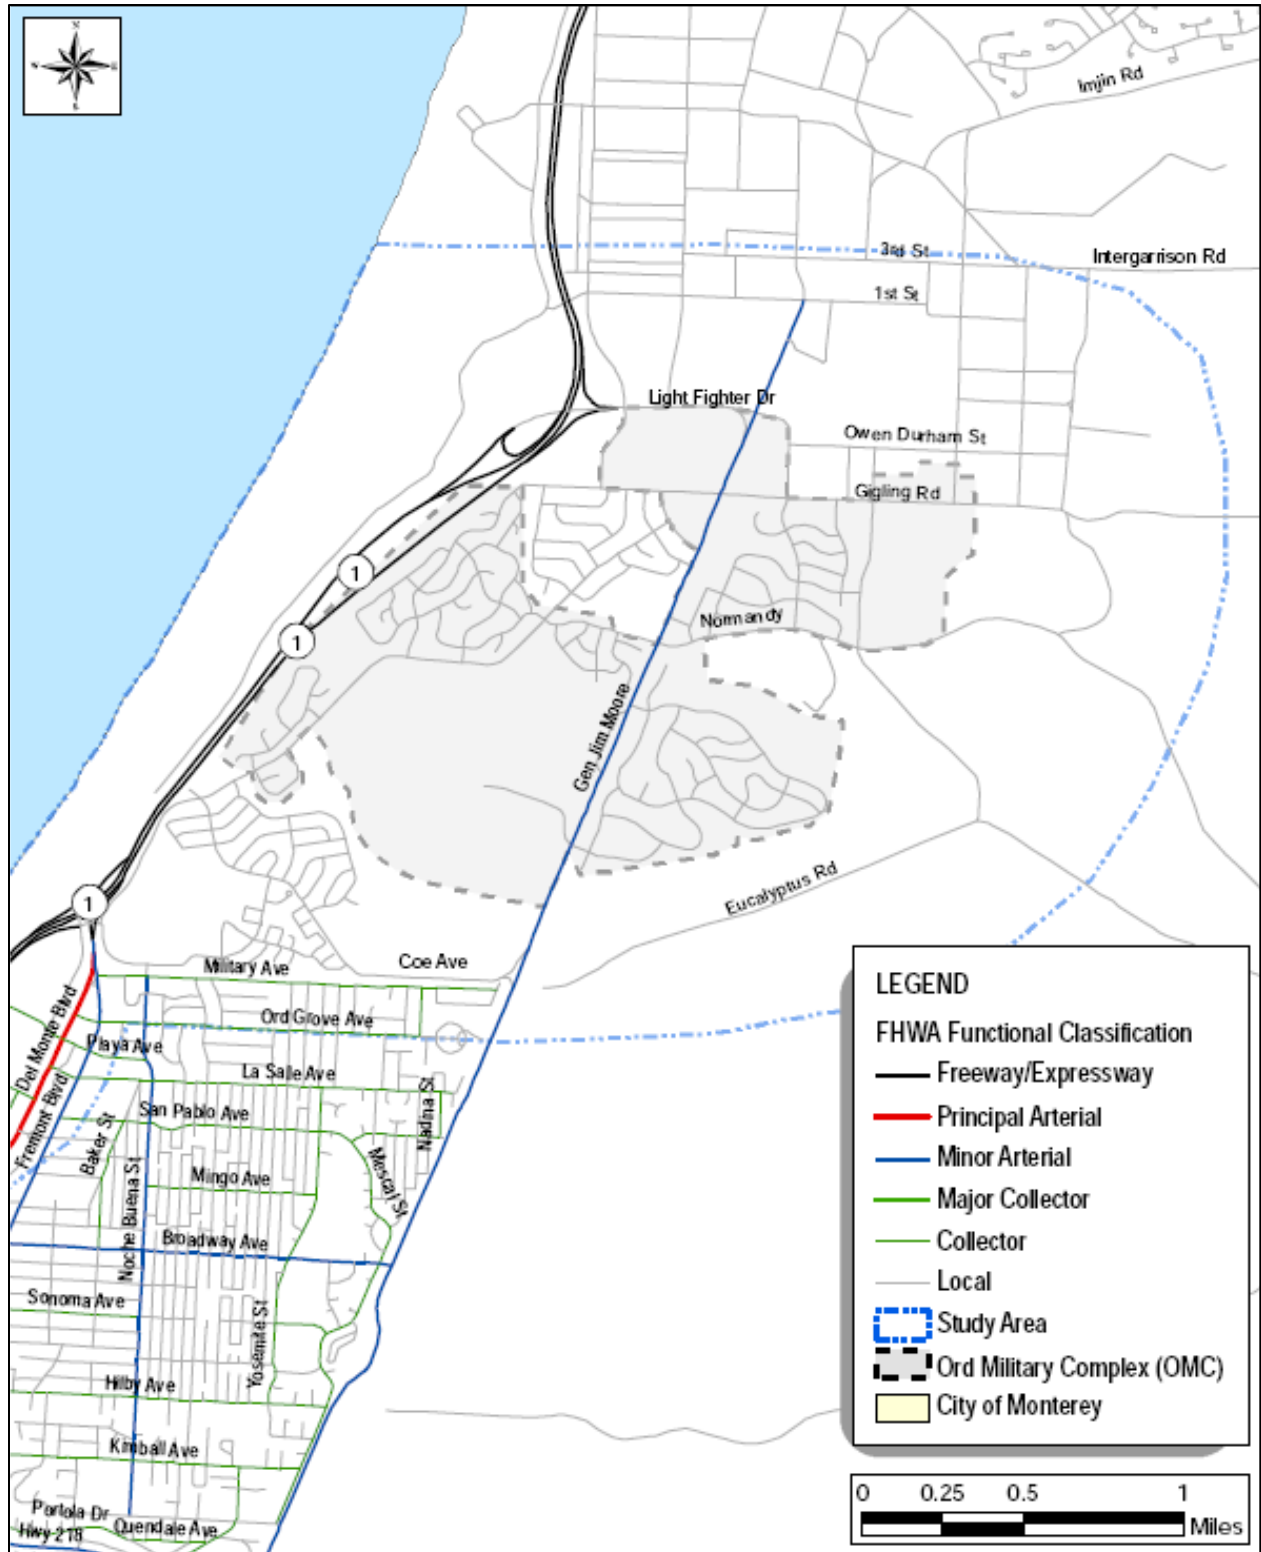 N
S
Imjin Rd
3rd St
Intergarrison Rd
1st St
Light Fighter Dr
Owen Durham St
Gigling Rd
1
Normandy
1
Gen Jim Moore
Eucalyptus Rd
1
Military Ave
Coe Ave
Del Monte Blvd
Ord Grove Ave
Playa Ave
La Salle Ave
Fremont Blvd
San Pablo Ave
Nadina St
Baker St
Mingo Ave
Mescal St
Noche Buena St
Broadway Ave
Sonoma Ave
Yosemite St
Hilby Ave
Kimball Ave
Portola Dr
Hwy 218
Quendale Ave
LEGEND
FHWA Functional Classification
Freeway/Expressway
Principal Arterial
Minor Arterial
Major Collector
Collector
Local
Study Area
Ord Military Complex (OMC)
City of Monterey
0 0.25 0.5 1
Miles